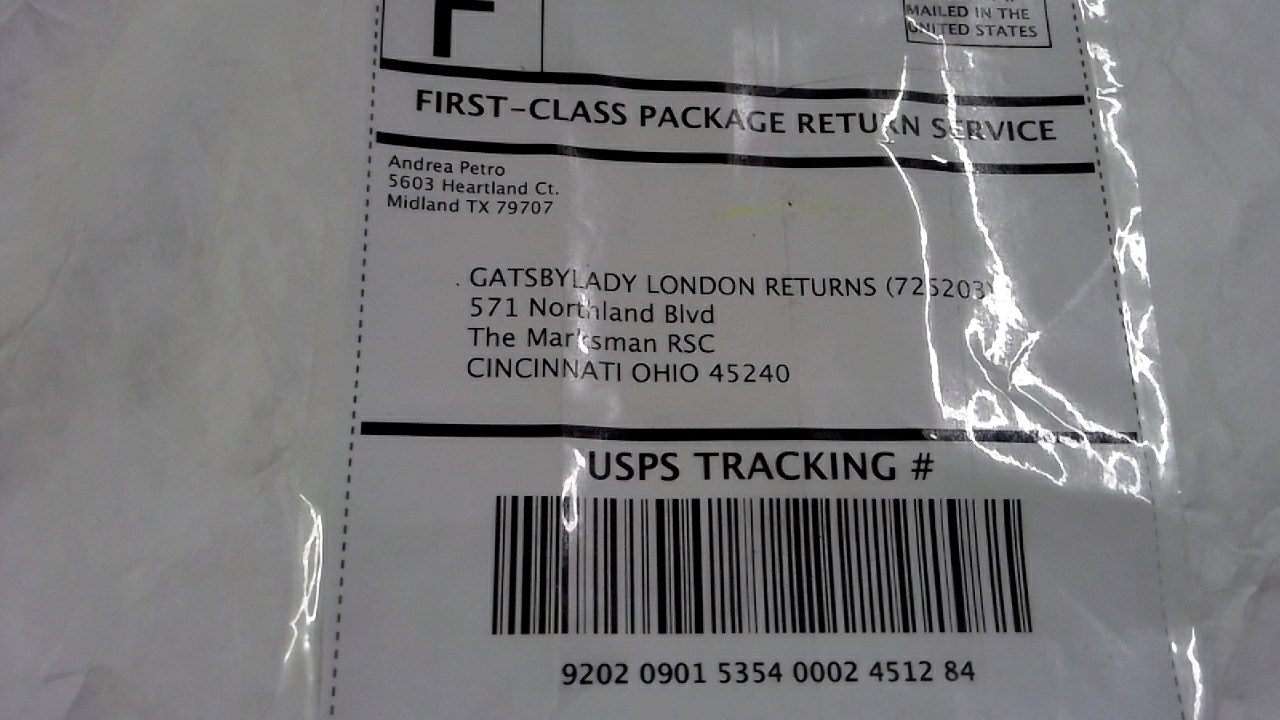 F
MAILED IN THE
UNITED STATES
FIRST-CLASS PACKAGE RETURN SERVICE
Andrea Petro
5603 Heartland Ct.
Midland TX 79707
GATSBYLADY LONDON RETURNS (725203)
571 Northland Blvd
The Marksman RSC
CINCINNATI OHIO 45240
USPS TRACKING #
9202 0901 5354 0002 4512 84